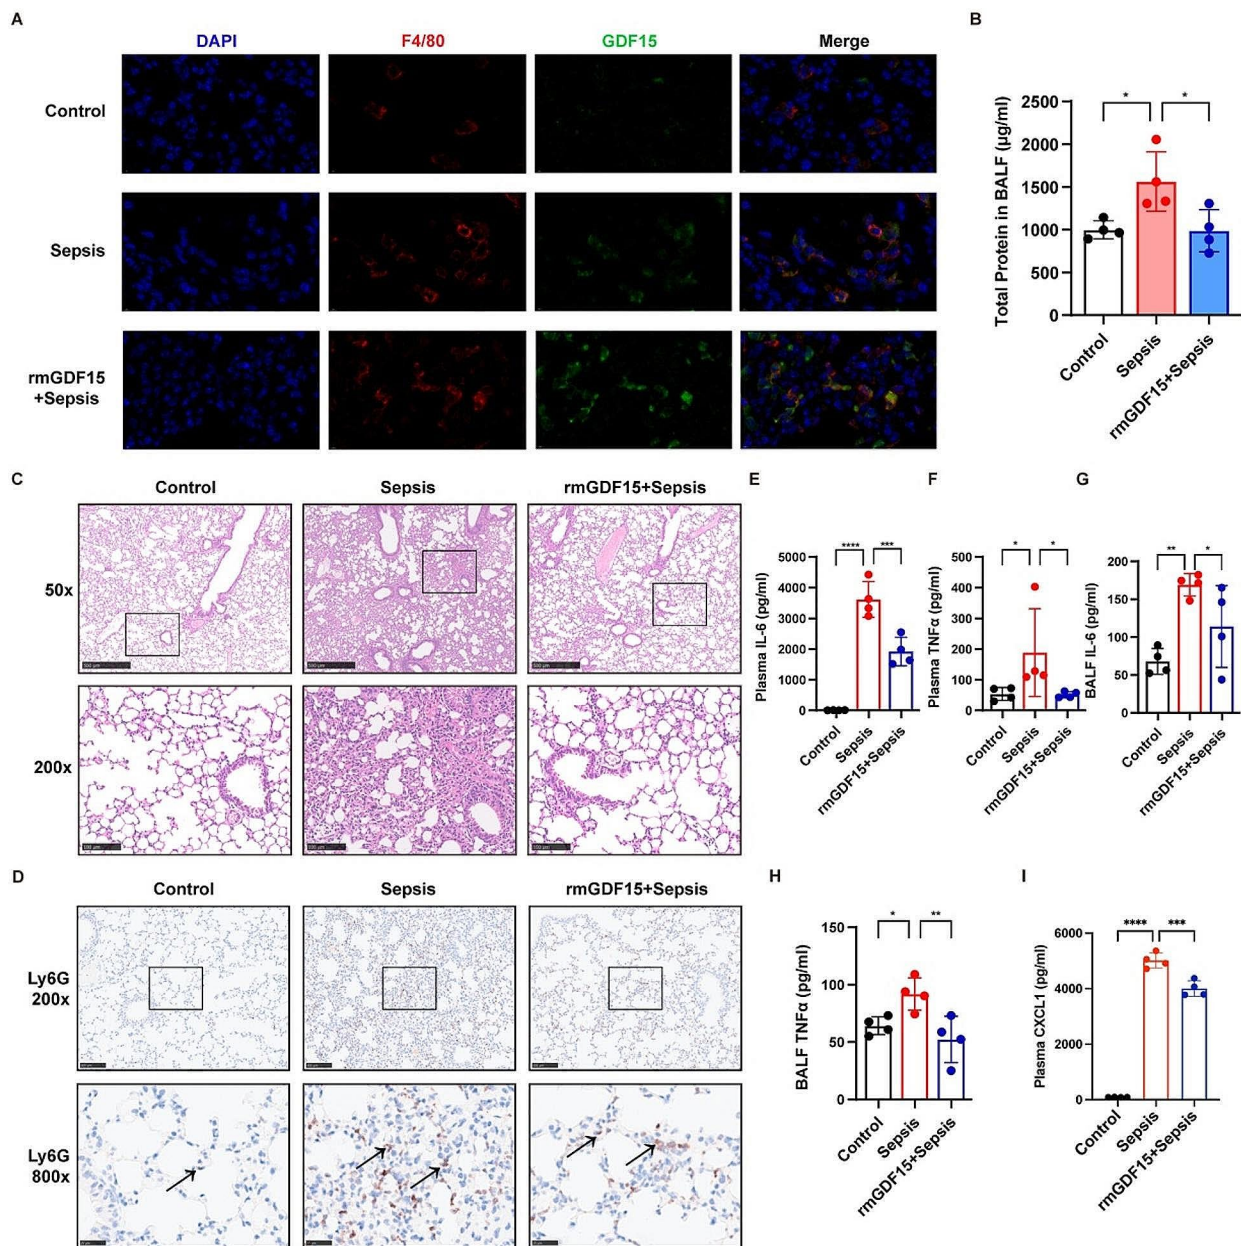 A
DAPI
F4/80
GDF15
Merge
Control
Sepsis
rmGDF15
+Sepsis
B
Total Protein in BALF (μg/ml)
2500
2000
1500
1000
500
0
*
*
Control
Sepsis
rmGDF15+Sepsis
C
Control
Sepsis
rmGDF15+Sepsis
50x
200x
D
Control
Sepsis
rmGDF15+Sepsis
Ly6G
200x
Ly6G
800x
E
Plasma IL-6 (pg/ml)
5000
4000
3000
2000
1000
0
****
***
Control
Sepsis
rmGDF15+Sepsis
F
Plasma TNFα (pg/ml)
500
400
300
200
100
0
*
*
Control
Sepsis
rmGDF15+Sepsis
G
BALF IL-6 (pg/ml)
200
150
100
50
0
**
*
Control
Sepsis
rmGDF15+Sepsis
H
BALF TNFα (pg/ml)
150
100
50
0
*
**
Control
Sepsis
rmGDF15+Sepsis
I
Plasma CXCL1 (pg/ml)
6000
4000
2000
0
****
***
Control
Sepsis
rmGDF15+Sepsis